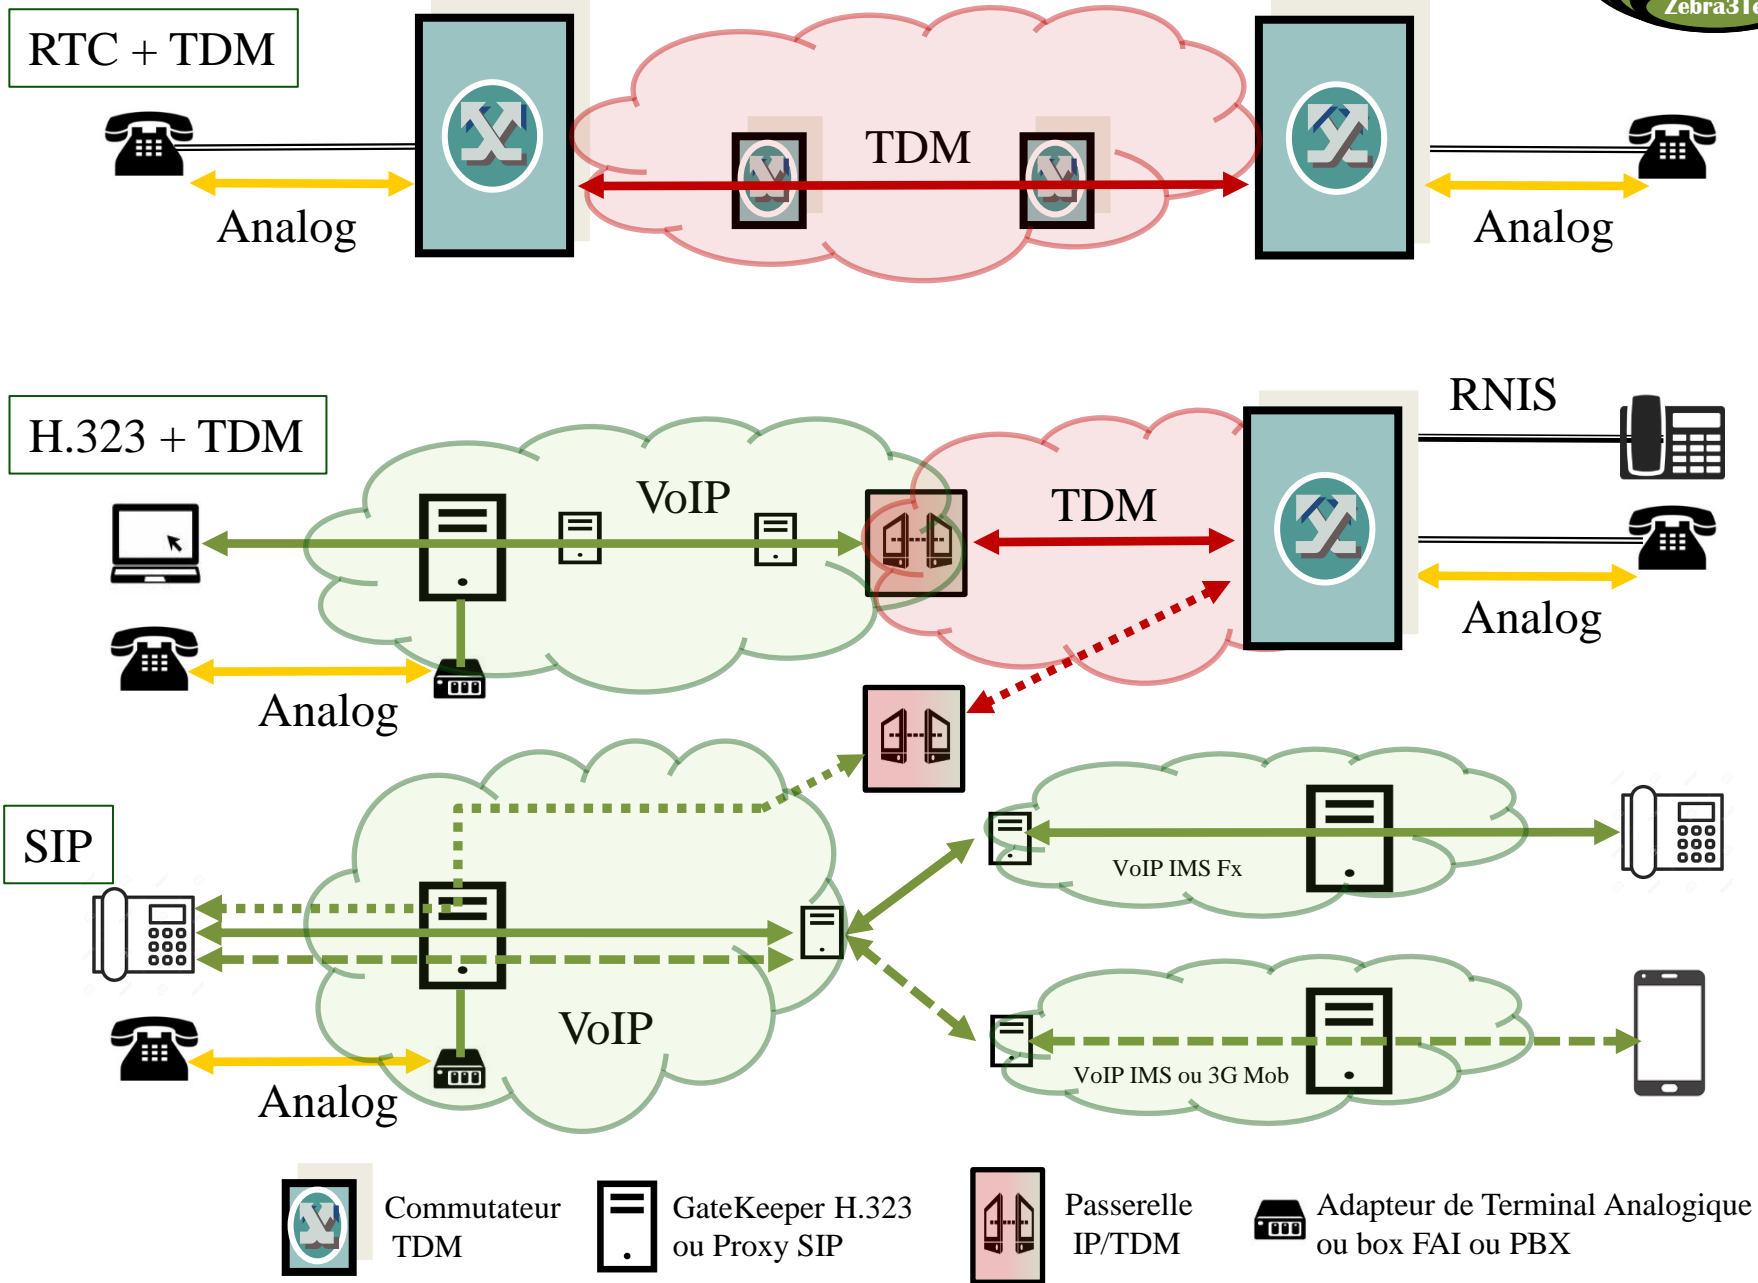 RTC + TDM
TDM
Analog
Analog
RNIS
H.323 + TDM
VoIP
TDM
Analog
Analog
SIP
VoIP IMS Fx
VoIP
VoIP IMS ou 3G Mob
Analog
Commutateur
TDM
GateKeeper H.323
ou Proxy SIP
Passerelle
IP/TDM
Adapteur de Terminal Analogique
ou box FAI ou PBX